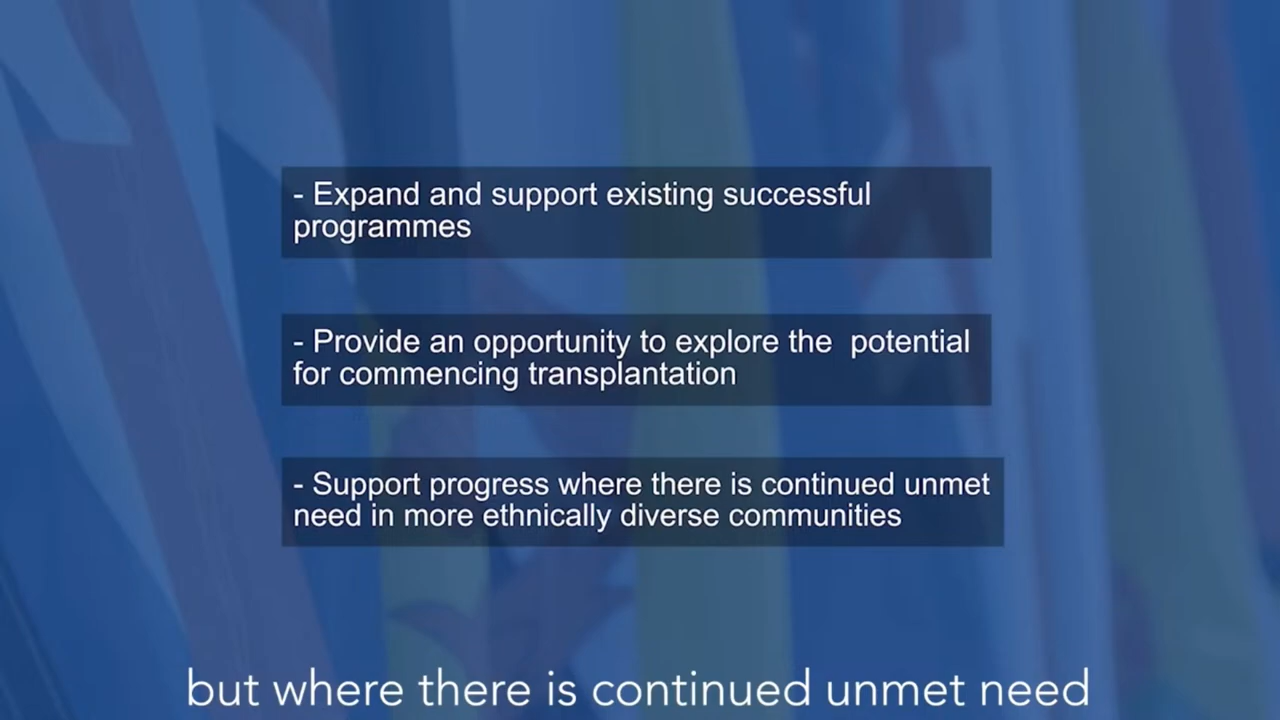 - Expand and support existing successful
programmes
- Provide an opportunity to explore the  potential
for commencing transplantation
- Support progress where there is continued unmet
need in more ethnically diverse communities
but where there is continued unmet need